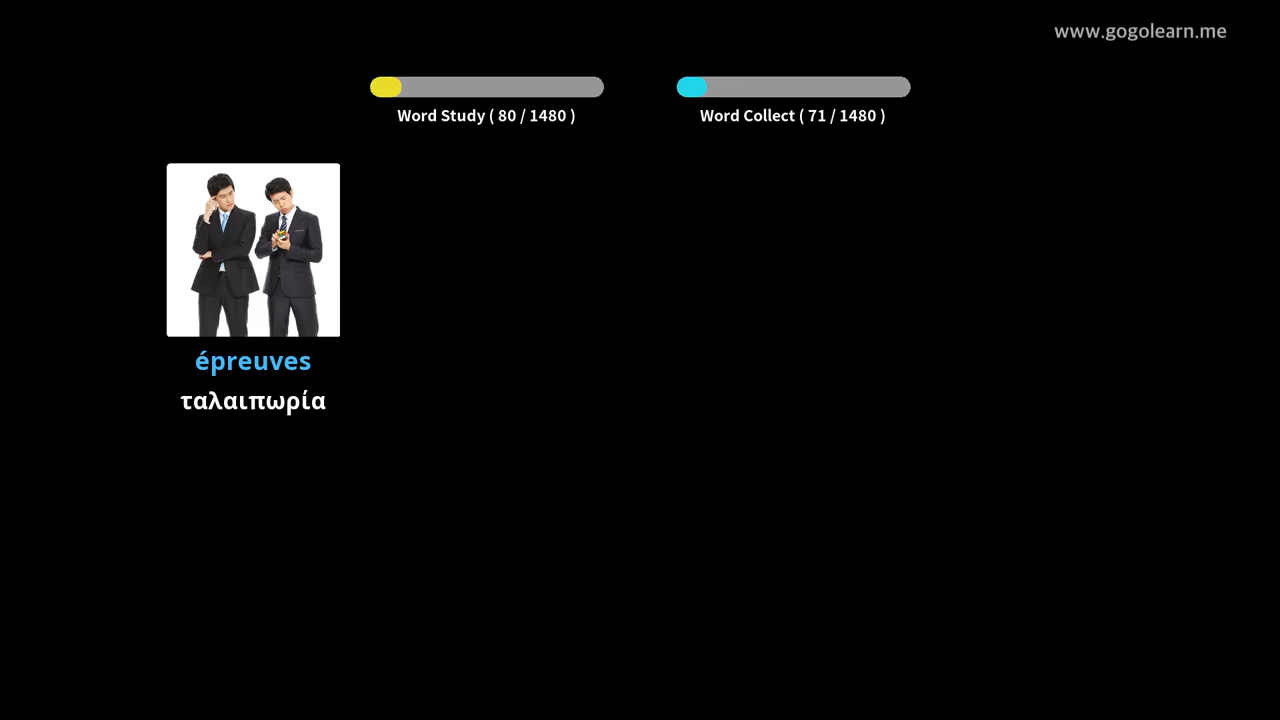 www.gogolearn.me
Word Study ( 80 / 1480 )
Word Collect ( 71 / 1480 )
épreuves
ταλαιπωρία